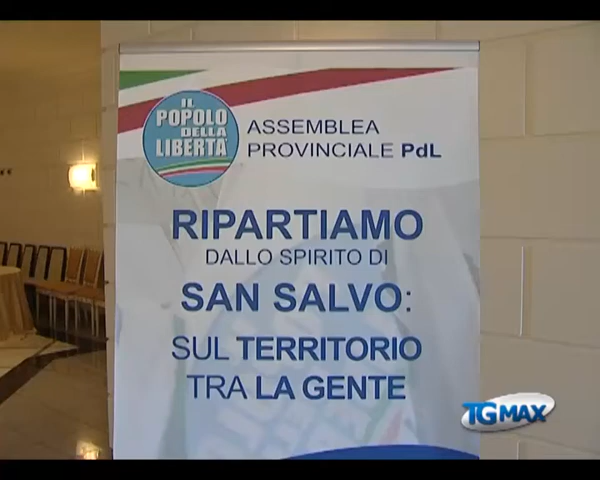 IL
POPOLO
DELLA
LIBERTÀ
ASSEMBLEA
PROVINCIALE PdL
RIPARTIAMO
DALLO SPIRITO DI
SAN SALVO:
SUL TERRITORIO
TRA LA GENTE
TGMAX